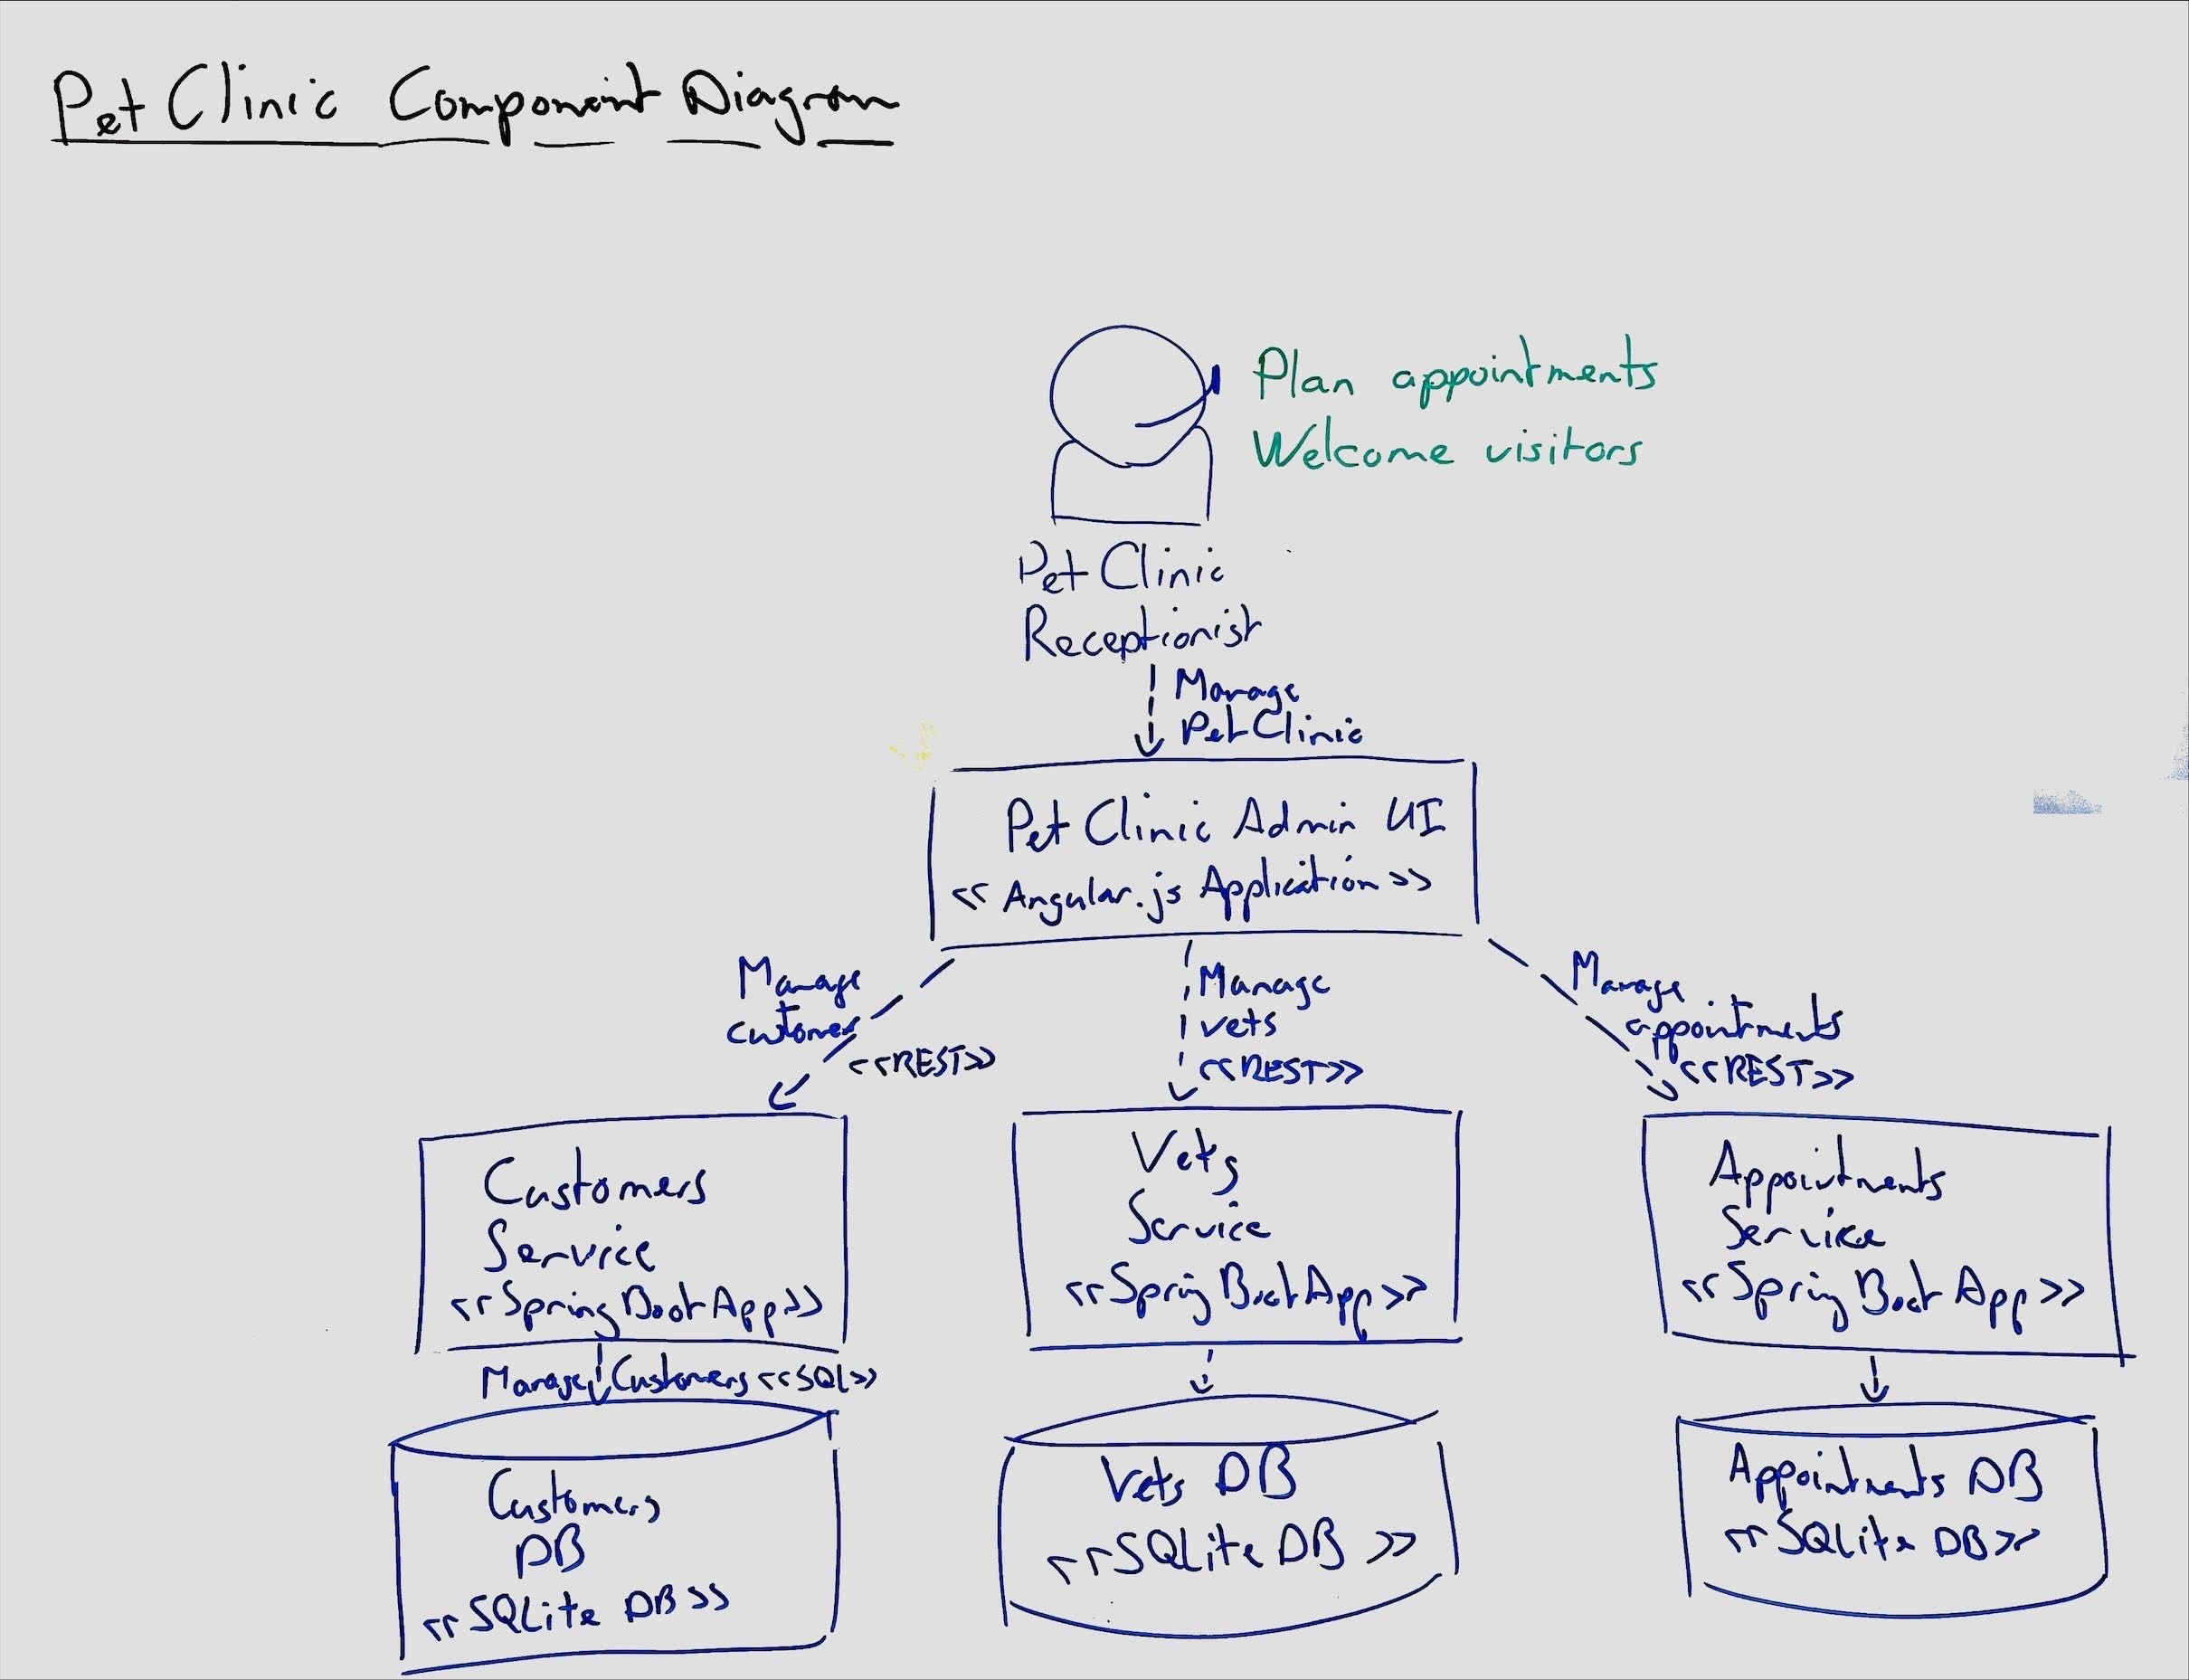 Pet Clinic Component Diagram
Plan appointments
Welcome visitors
Pet Clinic
Receptionist
Manage
Pet Clinic
Pet Clinic Admin UI
<< Angular.js Application >>
Manage
customer
<<REST>>
Manage
vets
<<REST>>
Manage
appointments
<<REST>>
Customers
Service
<<Spring Boot App>>
Vets
Service
<<Spring Boot App>>
Appointments
Service
<<Spring Boot App>>
Manage Customers <<SQL>>
Customers
DB
<<SQLite DB>>
Vets DB
<<SQLite DB >>
Appointments DB
<<SQLite DB>>